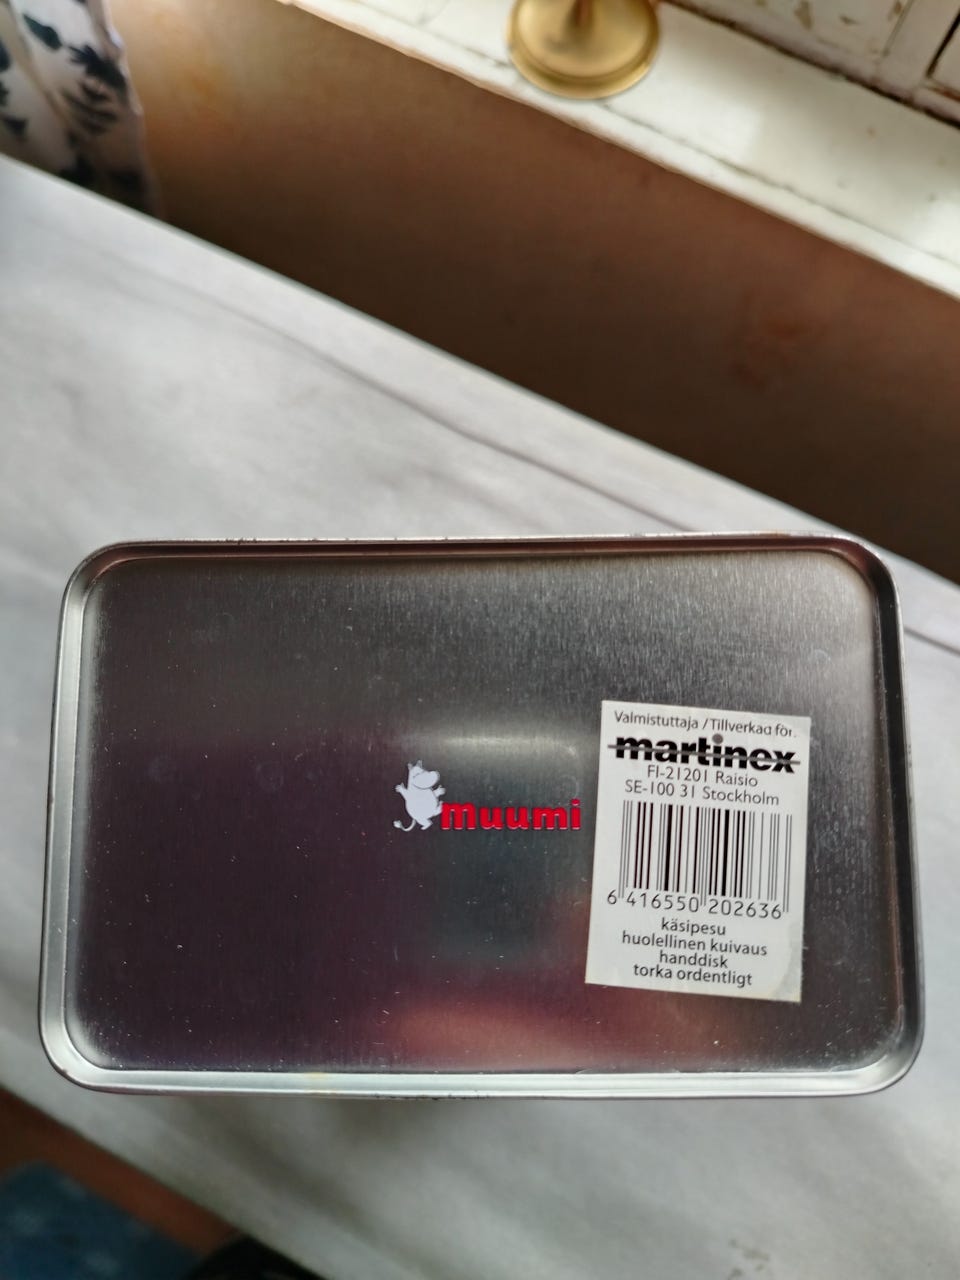 muumi
Valmistuttaja / Tillverkad för:
martinex
FI-21201 Raisio
SE-100 31 Stockholm
6 416550 202636
käsipesu
huolellinen kuivaus
handdisk
torka ordentligt